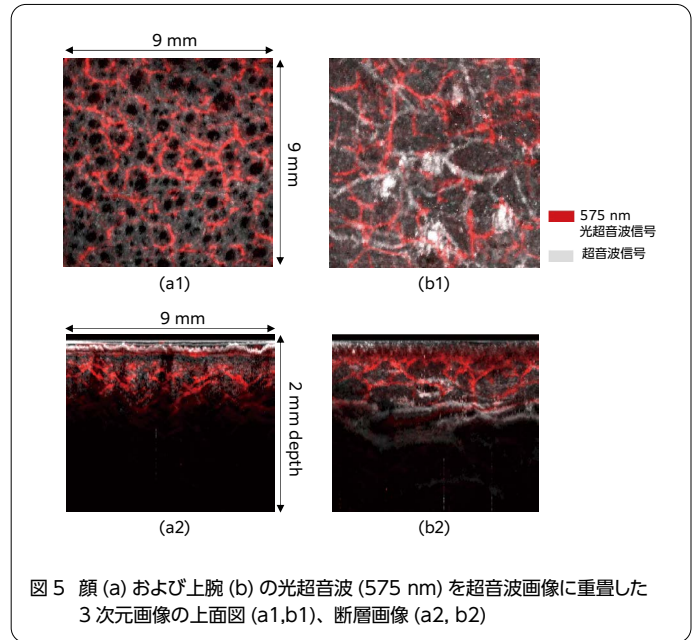 9 mm
9 mm
(a1)
(b1)
575 nm
光超音波信号
超音波信号
9 mm
2 mm depth
(a2)
(b2)
図 5 顔 (a) および上腕 (b) の光超音波 (575 nm) を超音波画像に重畳した
3 次元画像の上面図 (a1,b1)、断層画像 (a2, b2)